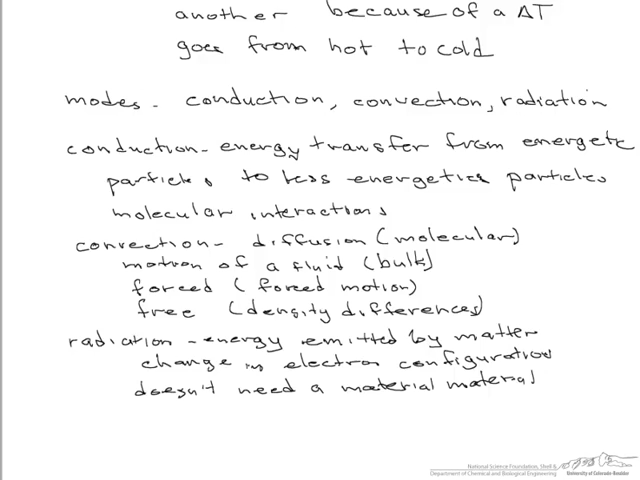 another because of a ΔT
goes from hot to cold
modes - conduction, convection, radiation
conduction - energy transfer from energetic
particles to less energetic particles
molecular interactions
convection - diffusion (molecular)
motion of a fluid (bulk)
forced (forced motion)
free (density differences)
radiation - energy emitted by matter
change in electron configuration
doesn't need a material material
National Science Foundation, Shell &
Department of Chemical and Biological Engineering
University of Colorado Boulder